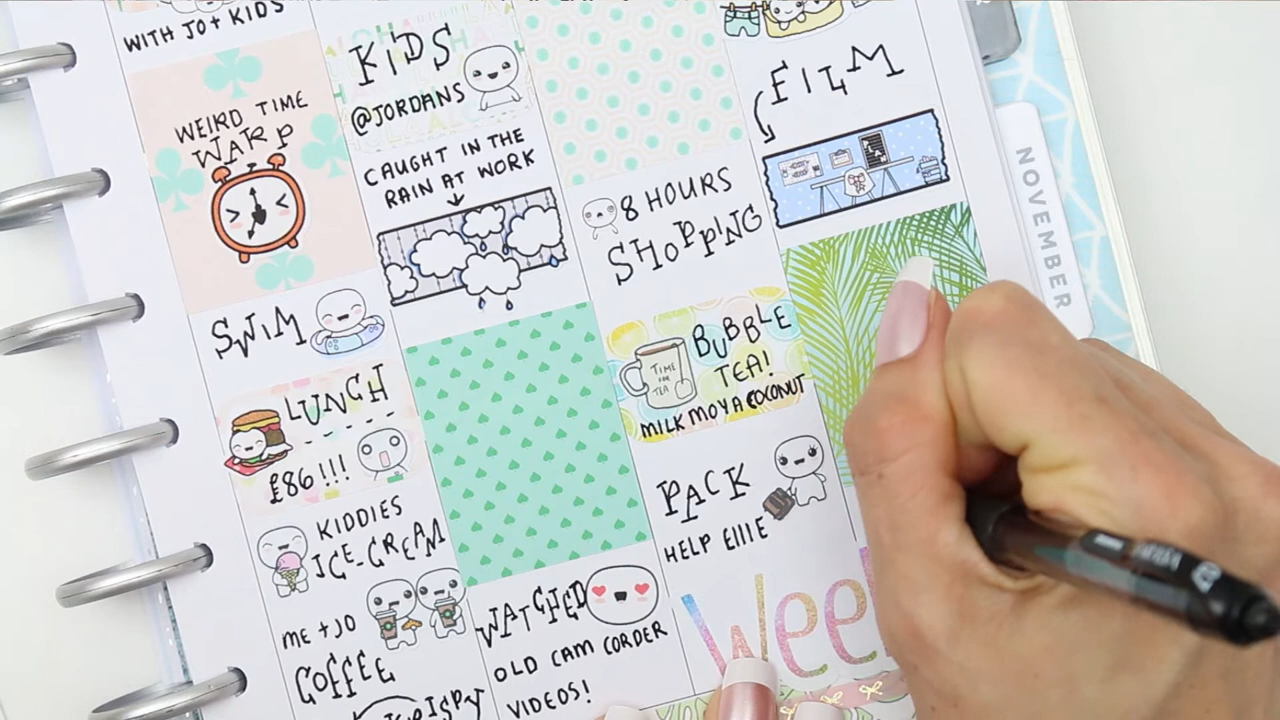 WITH JO + KIDS
WEIRD TIME
WARP
SWIM
LUNCH
£86!!!
KIDDIES
ICE-CREAM
ME + JO
COFFEE
KIDS
@JORDANS
CAUGHT IN THE
RAIN AT WORK
WATCHED
OLD CAM CORDER
VIDEOS!
8 HOURS
SHOPPING
TIME
FOR
TEA
BUBBLE
TEA!
MILK MOYA COCONUT
PACK
HELP EllIE
FILM
Week
NOVEMBER